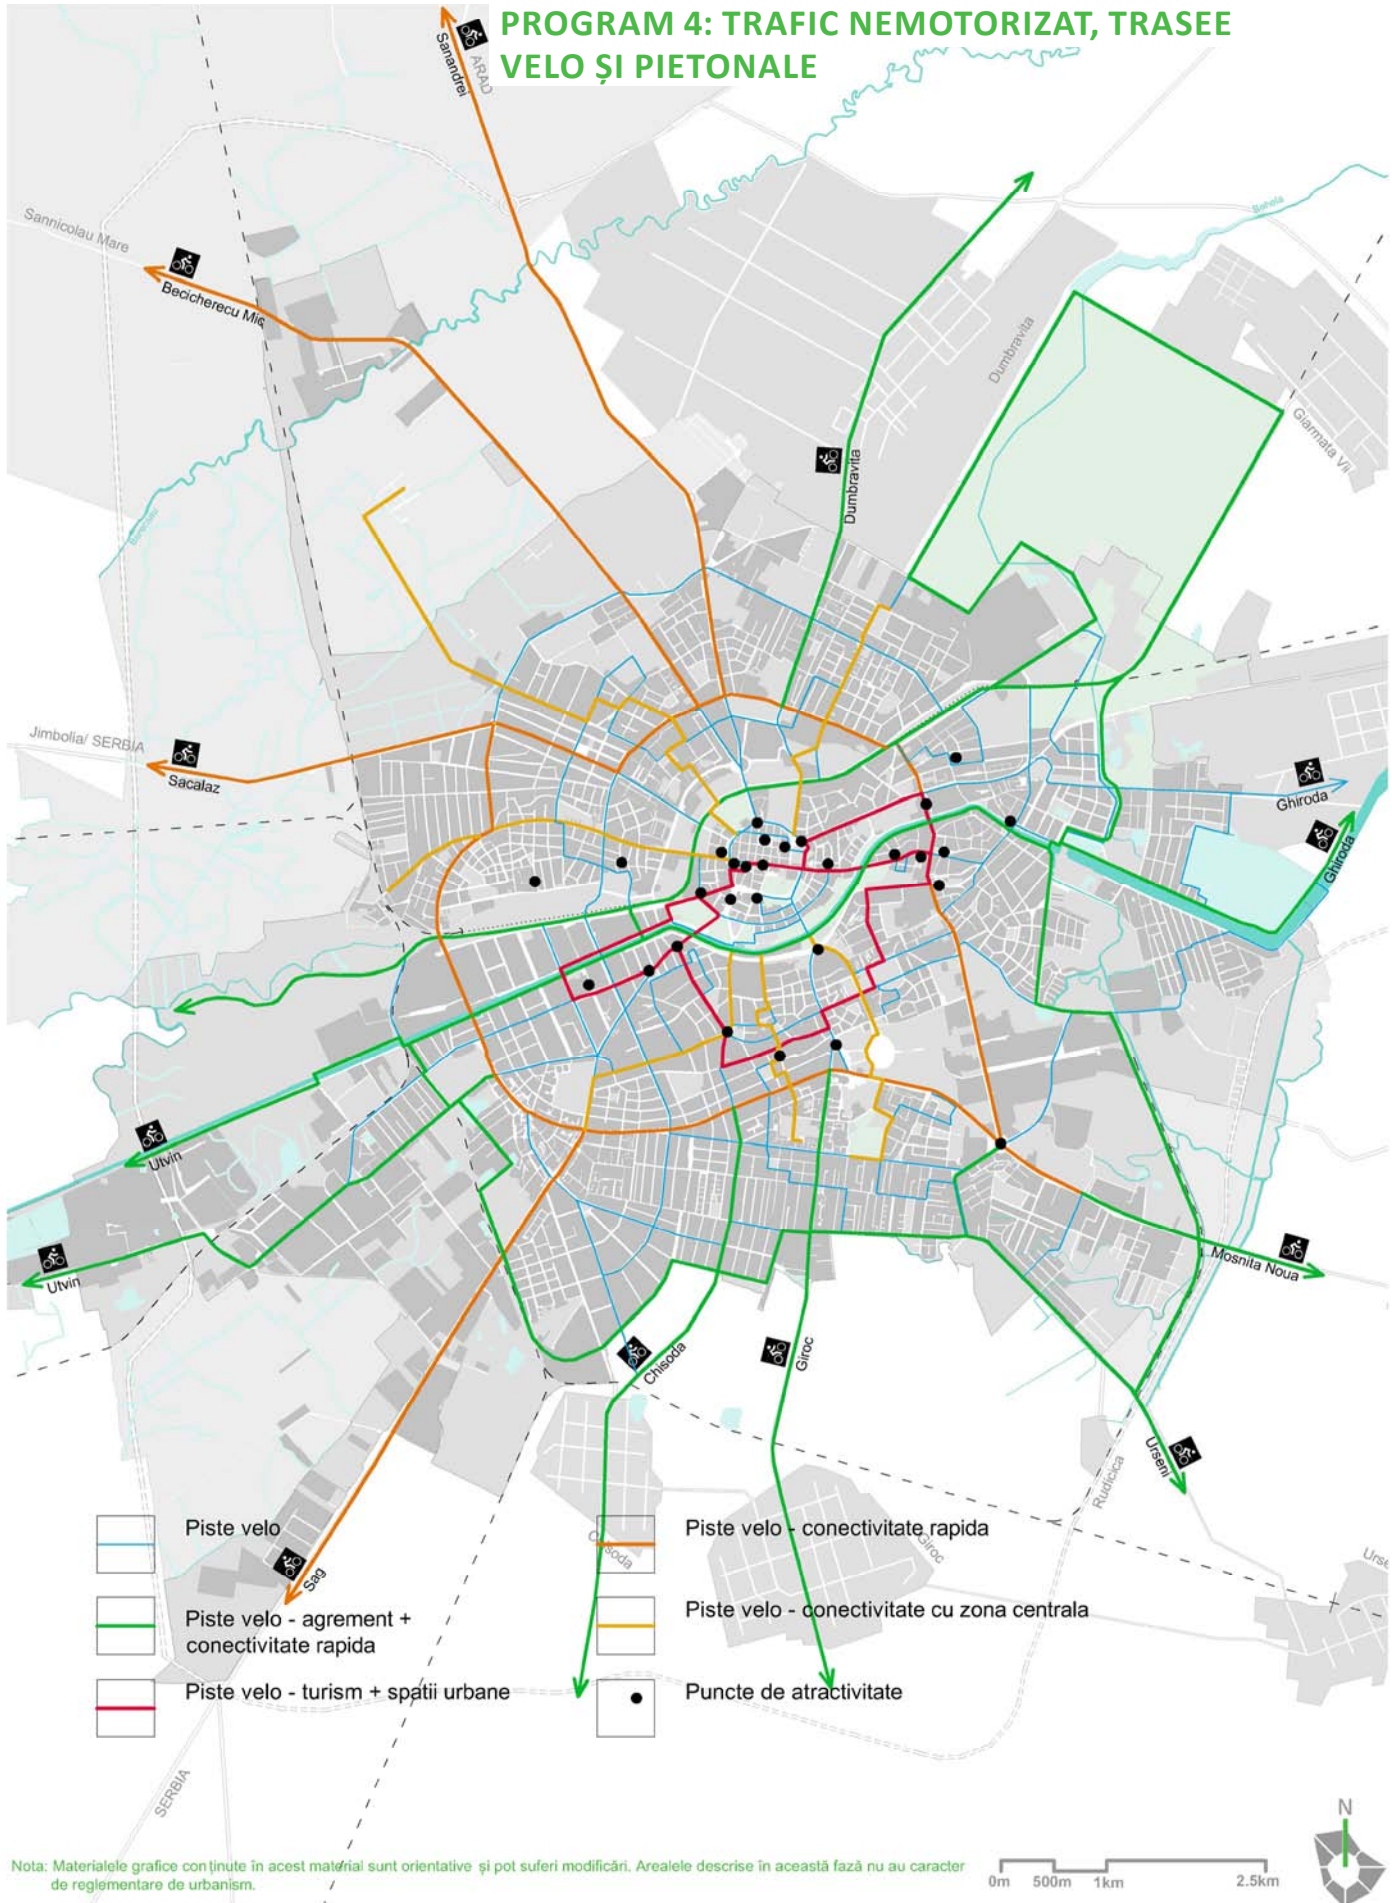 PROGRAM 4: TRAFIC NEMOTORIZAT, TRASEE
VELO ȘI PIETONALE
Sanandrei
ARAD
Sannicolau Mare
Becicherecu Mic
Behela
Dumbravita
Giarmata Vii
Dumbravita
Jimbolia/ SERBIA
Sacalaz
Ghiroda
Ghiroda
Utvin
Utvin
Mosnita Noua
Chisoda
Giroc
Urseni
Rudicica
Sag
Giroc
SERBIA
Piste velo
Piste velo - agrement +
conectivitate rapida
Piste velo - turism + spatii urbane
Piste velo - conectivitate rapida
Piste velo - conectivitate cu zona centrala
Puncte de atractivitate
N
0m 500m 1km 2.5km
Nota: Materialele grafice conținute în acest material sunt orientative și pot suferi modificări. Arealele descrise în această fază nu au caracter
de reglementare de urbanism.